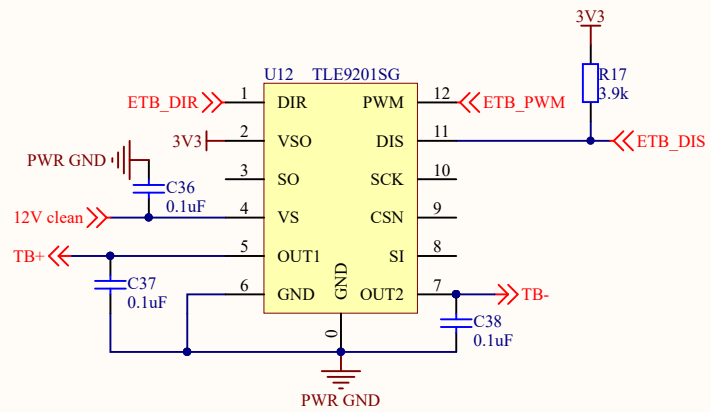 3V3
U12 TLE9201SG
R17
3.9k
ETB_DIR 1 DIR PWM 12 ETB_PWM
3V3 2 VSO DIS 11 ETB_DIS
PWR GND
3 SO SCK 10
C36
0.1uF
12V clean 4 VS CSN 9
TB+ 5 OUT1 SI 8
C37
0.1uF
6 GND GND OUT2 7 TB-
C38
0.1uF
0
PWR GND